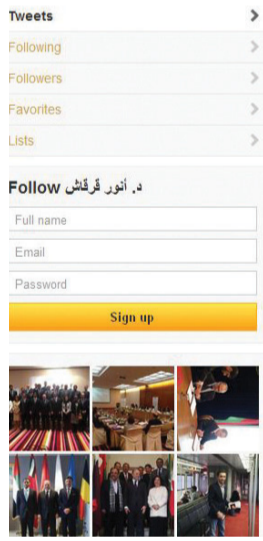 Tweets
Following
Followers
Favorites
Lists
Follow د. أنور قرقاش
Full name
Email
Password
Sign up